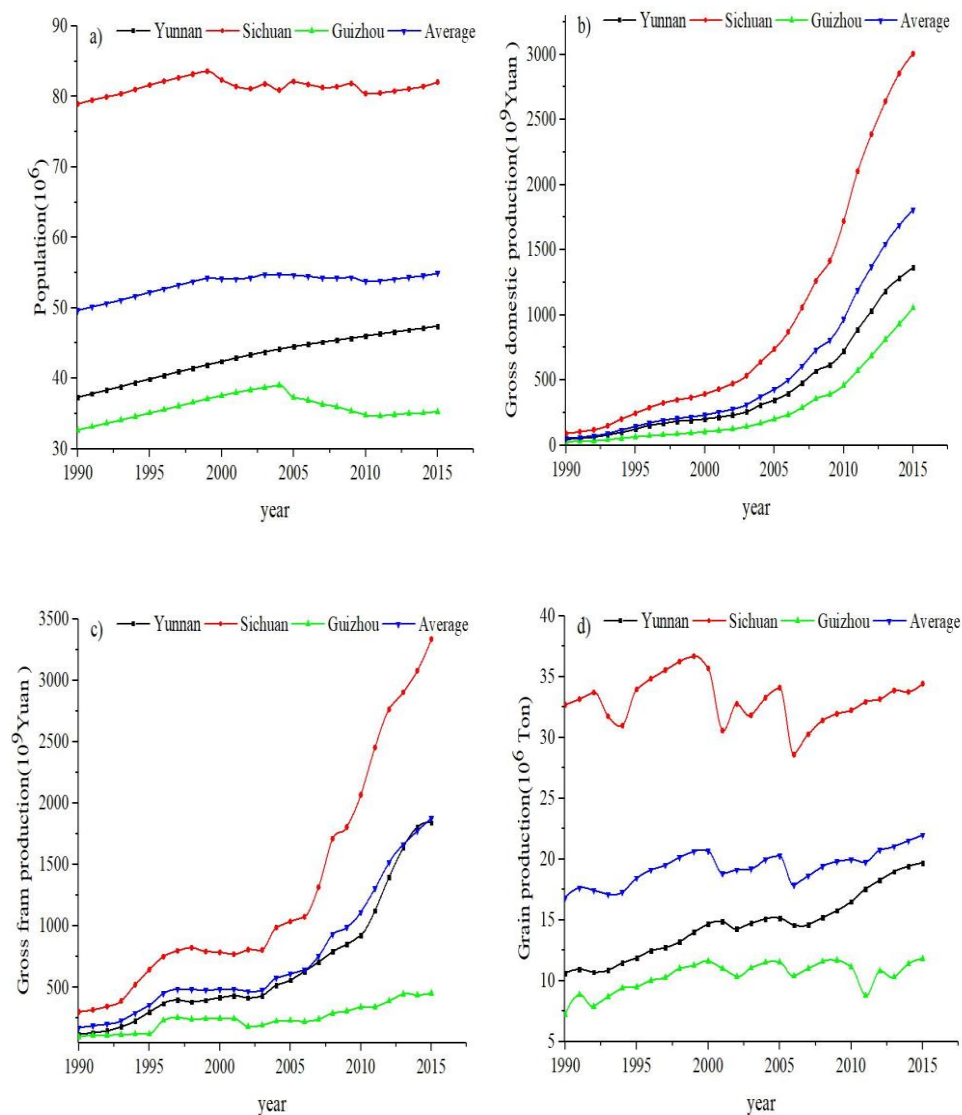 a) Yunnan Sichuan Guizhou Average
Population(10^6)
90
80
70
60
50
40
30
1990 1995 2000 2005 2010 2015
year
b) Yunnan Sichuan Guizhou Average
Gross domestic production(10^9Yuan )
3000
2500
2000
1500
1000
500
0
1990 1995 2000 2005 2010 2015
year
c) Yunnan Sichuan Guizhou Average
Gross fram production(10^9Yuan )
3500
3000
2500
2000
1500
1000
500
1990 1995 2000 2005 2010 2015
year
d) Yunnan Sichuan Guizhou Average
Grain production(10^6 Ton)
40
35
30
25
20
15
10
5
1990 1995 2000 2005 2010 2015
year